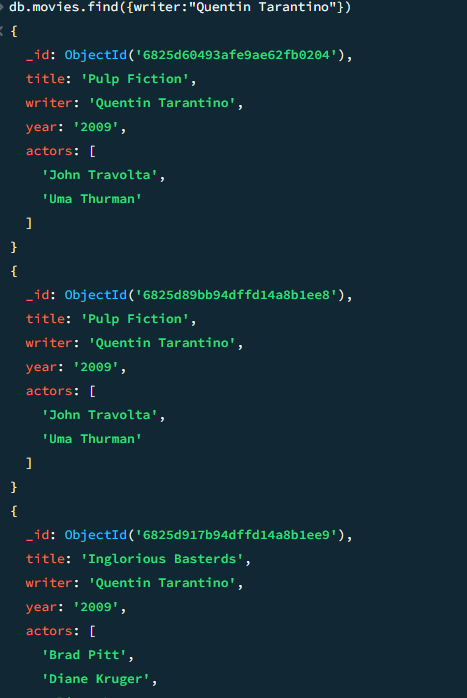 db.movies.find({writer:"Quentin Tarantino"})
{
_id: ObjectId('6825d60493afe9ae62fb0204'),
title: 'Pulp Fiction',
writer: 'Quentin Tarantino',
year: '2009',
actors: [
'John Travolta',
'Uma Thurman'
]
}
{
_id: ObjectId('6825d89bb94dffd14a8b1ee8'),
title: 'Pulp Fiction',
writer: 'Quentin Tarantino',
year: '2009',
actors: [
'John Travolta',
'Uma Thurman'
]
}
{
_id: ObjectId('6825d917b94dffd14a8b1ee9'),
title: 'Inglorious Basterds',
writer: 'Quentin Tarantino',
year: '2009',
actors: [
'Brad Pitt',
'Diane Kruger',